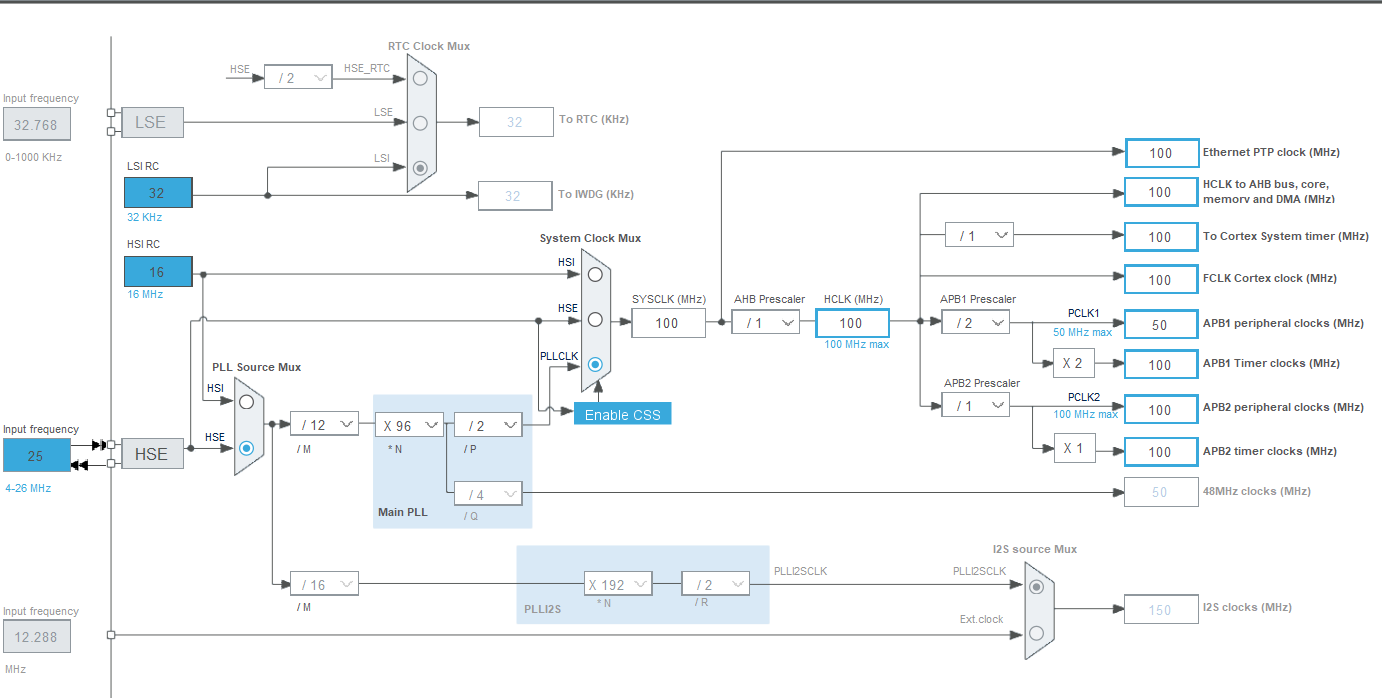 RTC Clock Mux
HSE
/ 2
HSE_RTC
Input frequency
32.768
0-1000 KHz
LSE
LSE
32
To RTC (KHz)
LSI RC
LSI
32
32 KHz
32
To IWDG (KHz)
HSI RC
16
16 MHz
System Clock Mux
HSI
HSE
PLLCLK
Enable CSS
SYSCLK (MHz)
100
AHB Prescaler
/ 1
HCLK (MHz)
100
100 MHz max
100
Ethernet PTP clock (MHz)
100
HCLK to AHB bus, core,
memory and DMA (MHz)
/ 1
100
To Cortex System timer (MHz)
100
FCLK Cortex clock (MHz)
APB1 Prescaler
/ 2
PCLK1
50 MHz max
50
APB1 peripheral clocks (MHz)
X 2
100
APB1 Timer clocks (MHz)
APB2 Prescaler
/ 1
PCLK2
100 MHz max
100
APB2 peripheral clocks (MHz)
X 1
100
APB2 timer clocks (MHz)
50
48MHz clocks (MHz)
PLL Source Mux
HSI
HSE
Input frequency
25
4-26 MHz
HSE
/ 12
/ M
X 96
* N
/ 2
/ P
/ 4
/ Q
Main PLL
/ 16
/ M
PLLI2S
X 192
* N
/ 2
/ R
PLLI2SCLK
I2S source Mux
PLLI2SCLK
Ext.clock
150
I2S clocks (MHz)
Input frequency
12.288
MHz